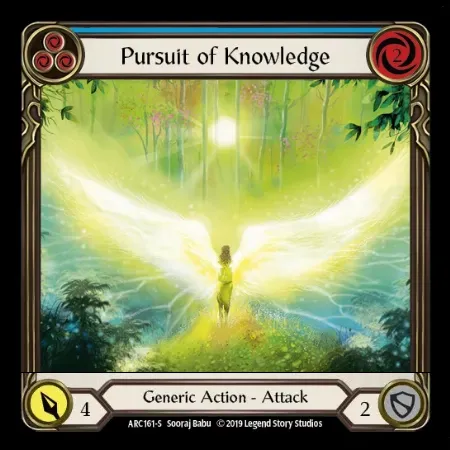 Pursuit of Knowledge
2
4
Generic Action - Attack
2
ARC161-S Sooraj Babu © 2019 Legend Story Studios